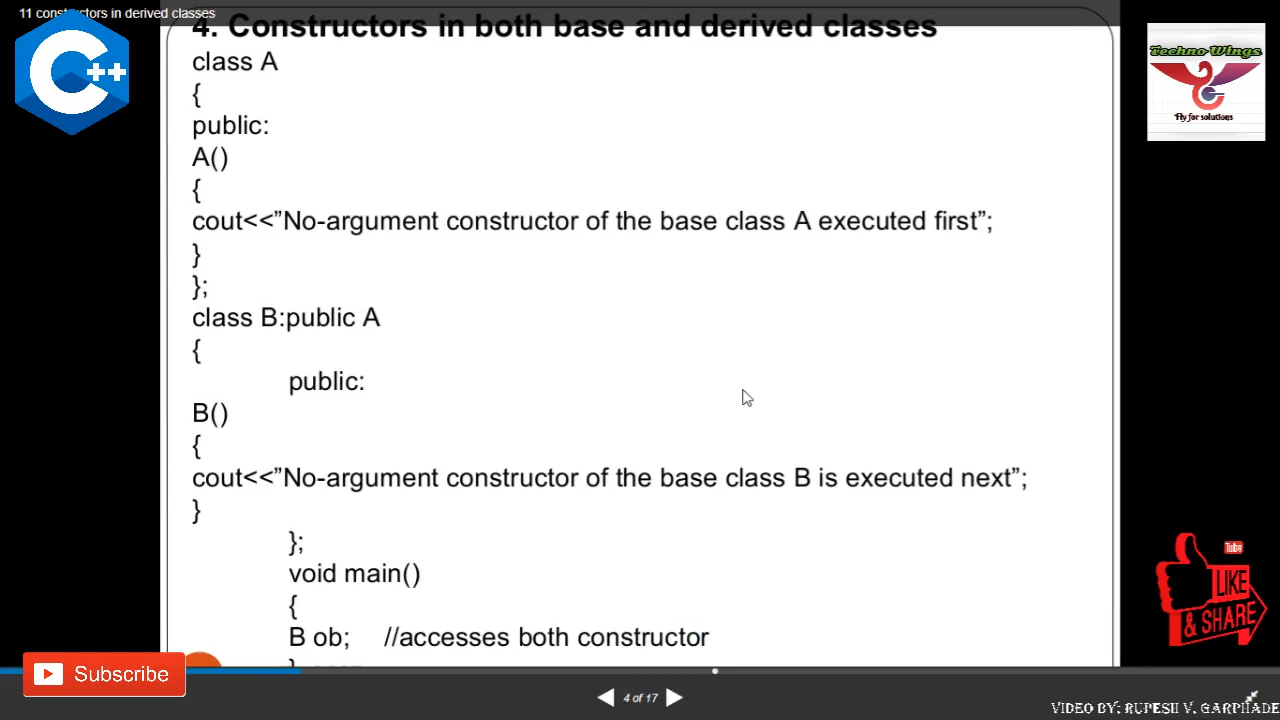 11 constructors in derived classes
4. Constructors in both base and derived classes
class A
{
public:
A()
{
cout<<”No-argument constructor of the base class A executed first”;
}
};
class B:public A
{
public:
B()
{
cout<<”No-argument constructor of the base class B is executed next”;
}
};
void main()
{
B ob; //accesses both constructor
}
C++
Techno Wings
Fly for solutions
Tube
LIKE
& SHARE
Subscribe
4 of 17
VIDEO BY: RUPESH V. GARPHADE